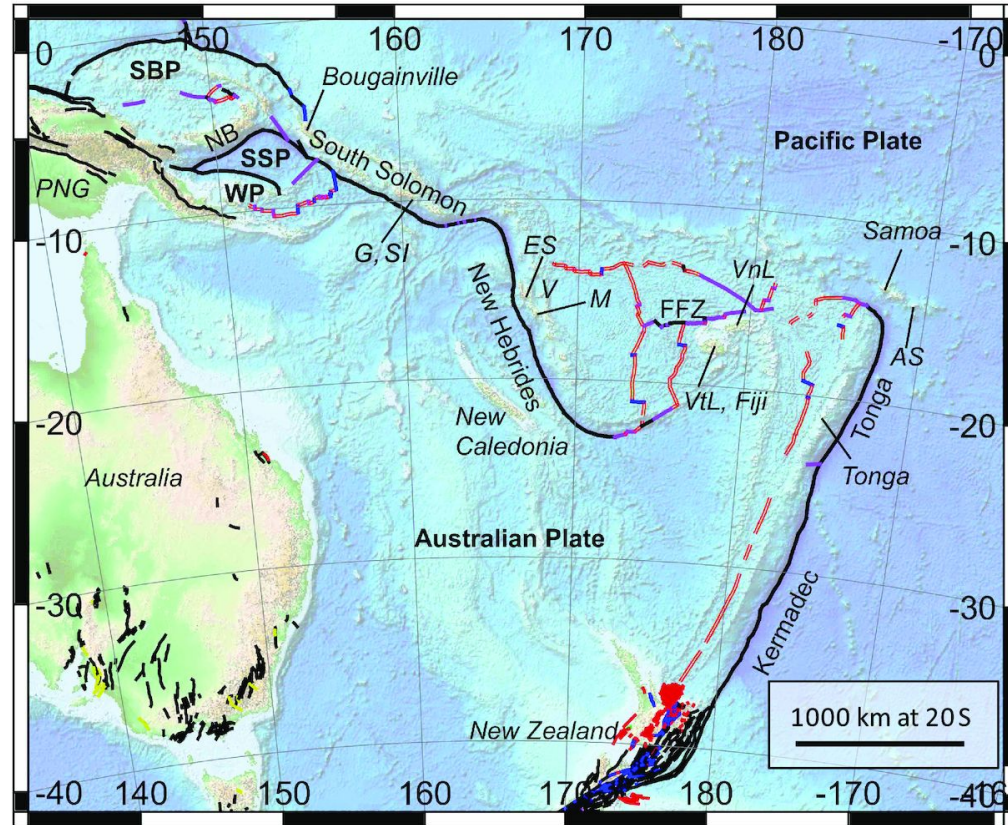 150
160
170
180
-170
0
0
SBP
Bougainville
NB
SSP
South Solomon
Pacific Plate
PNG
WP
-10
-10
G, SI
ES
V
M
VnL
Samoa
FFZ
New Hebrides
AS
VtL, Fiji
-20
-20
New
Caledonia
Tonga
Tonga
Australia
Australian Plate
-30
-30
Kermadec
New Zealand
1000 km at 20 S
-40
140
150
160
170
180
-170
-40